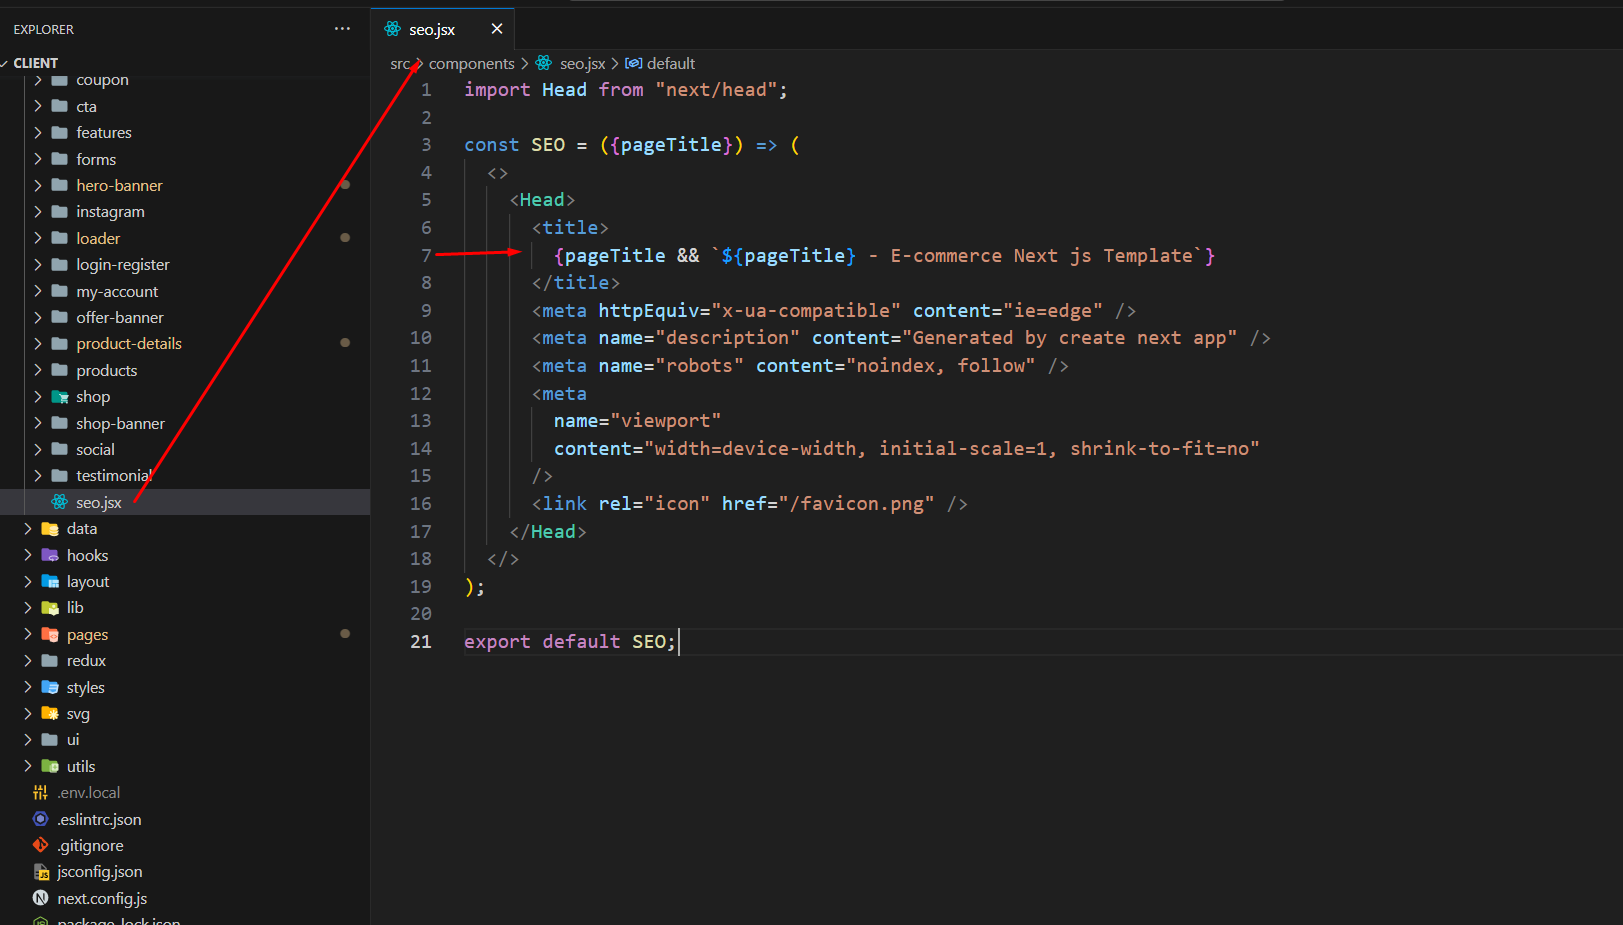 EXPLORER
CLIENT
coupon
cta
features
forms
hero-banner
instagram
loader
login-register
my-account
offer-banner
product-details
products
shop
shop-banner
social
testimonial
seo.jsx
data
hooks
layout
lib
pages
redux
styles
svg
ui
utils
.env.local
.eslintrc.json
.gitignore
jsconfig.json
next.config.js
package-lock.json
seo.jsx
src > components > seo.jsx > default
1 import Head from "next/head";
2
3 const SEO = ({pageTitle}) => (
4 <>
5 <Head>
6 <title>
7 {pageTitle && `${pageTitle} - E-commerce Next js Template`}
8 </title>
9 <meta httpEquiv="x-ua-compatible" content="ie=edge" />
10 <meta name="description" content="Generated by create next app" />
11 <meta name="robots" content="noindex, follow" />
12 <meta
13 name="viewport"
14 content="width=device-width, initial-scale=1, shrink-to-fit=no"
15 />
16 <link rel="icon" href="/favicon.png" />
17 </Head>
18 </>
19 );
20
21 export default SEO;